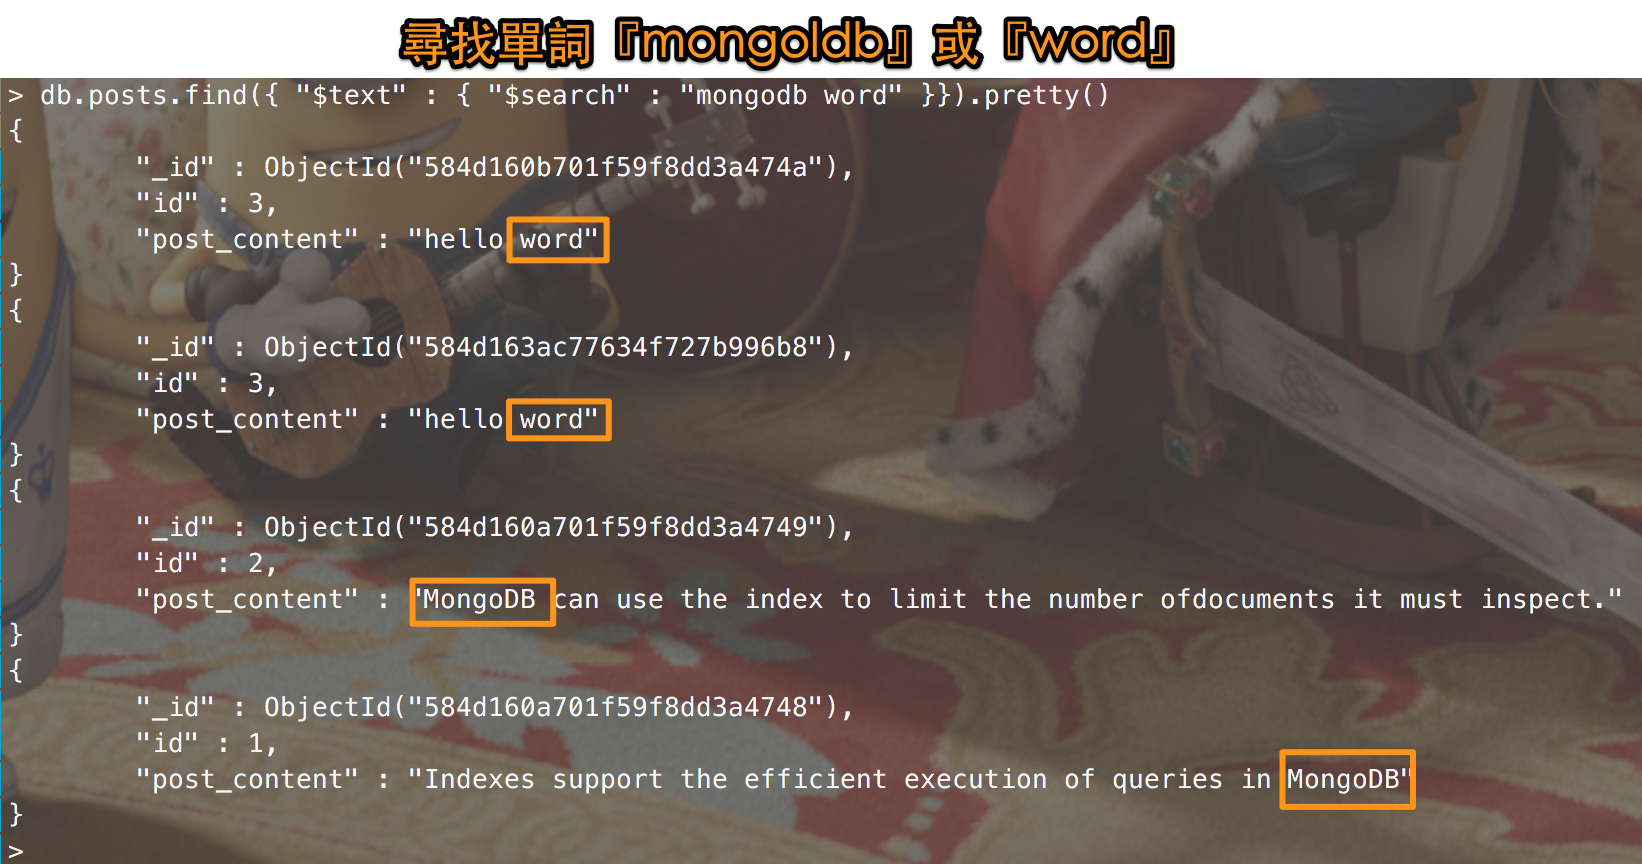 尋找單詞『mongoldb』或『word』
> db.posts.find({ "$text" : { "$search" : "mongodb word" }}).pretty()
{
"_id" : ObjectId("584d160b701f59f8dd3a474a"),
"id" : 3,
"post_content" : "hello word"
}
{
"_id" : ObjectId("584d163ac77634f727b996b8"),
"id" : 3,
"post_content" : "hello word"
}
{
"_id" : ObjectId("584d160a701f59f8dd3a4749"),
"id" : 2,
"post_content" : "MongoDB can use the index to limit the number ofdocuments it must inspect."
}
{
"_id" : ObjectId("584d160a701f59f8dd3a4748"),
"id" : 1,
"post_content" : "Indexes support the efficient execution of queries in MongoDB"
}
>